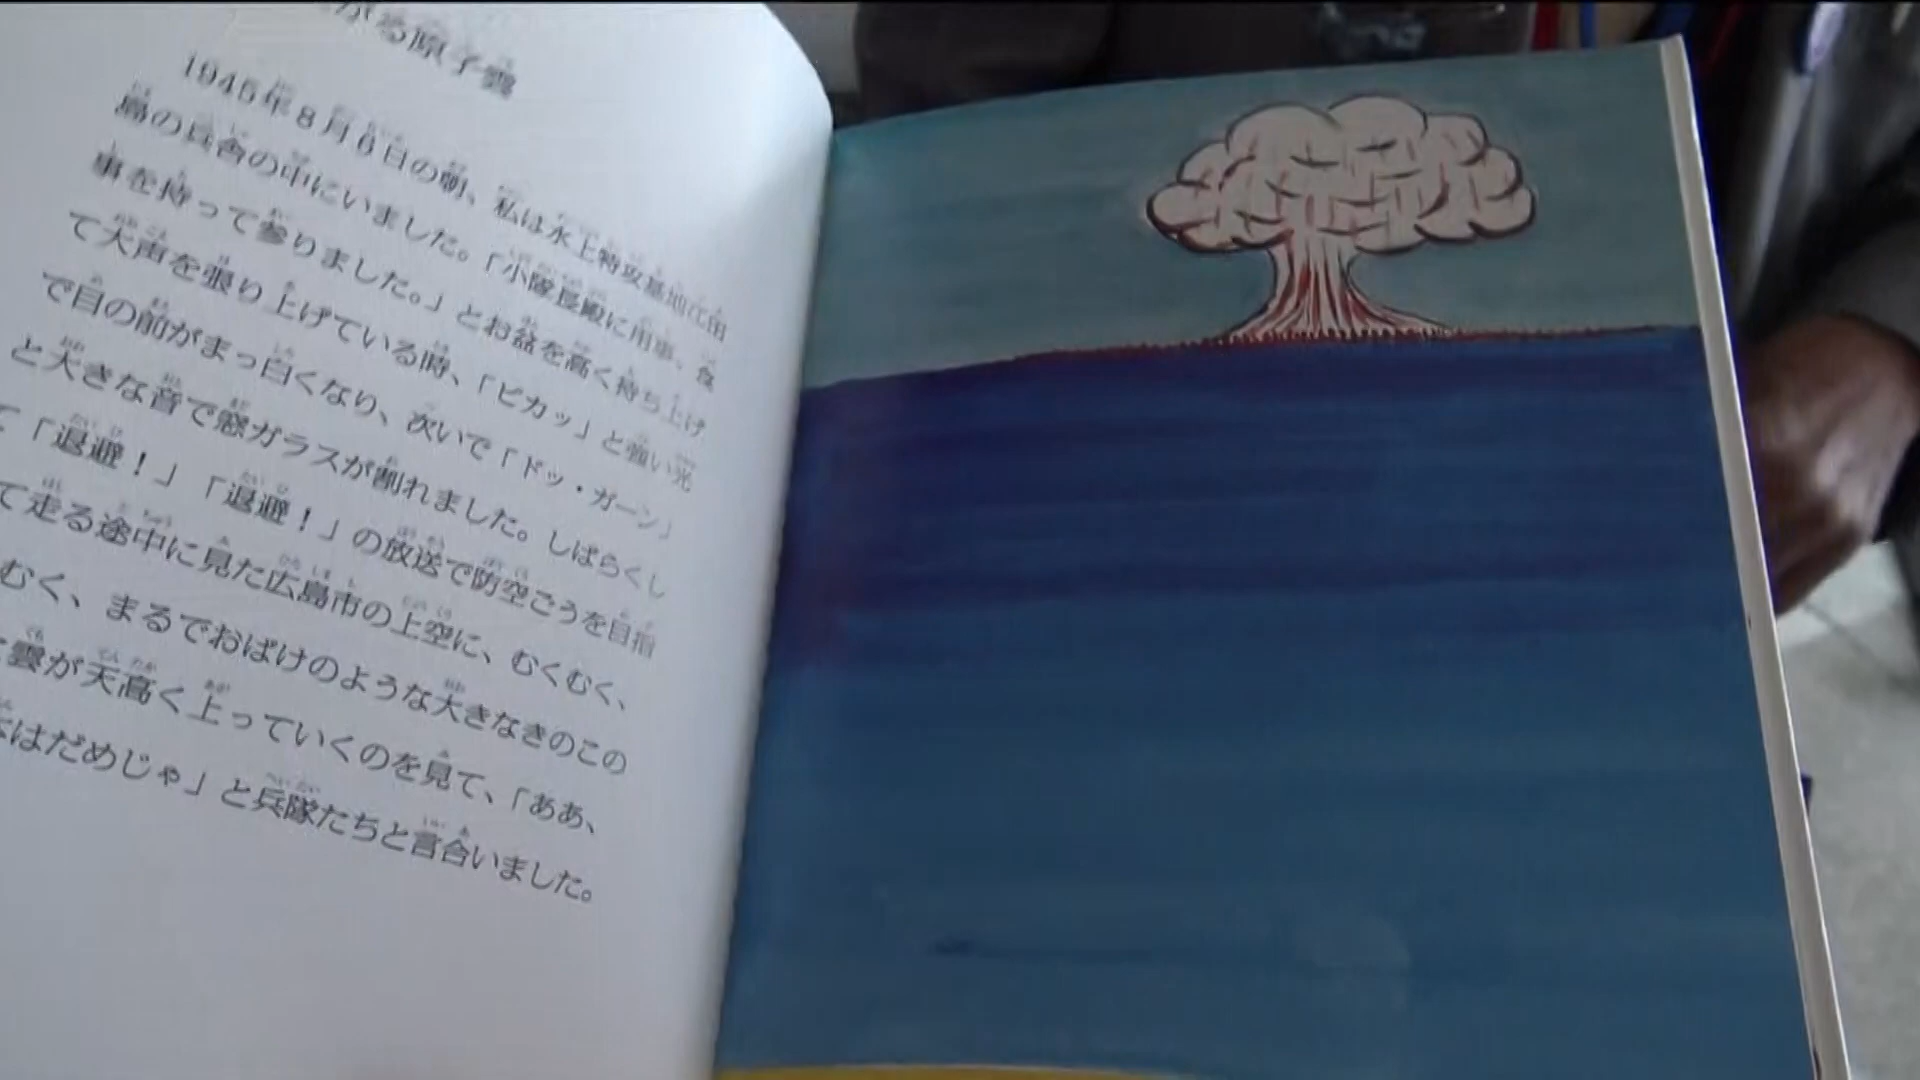 がる原子雲
1945年8月6日の朝、私は水上特攻基地江田
島の兵舎の中にいました。「小隊長殿に用事、食
事を持って参りました。」とお盆を高く持ち上げ
て大声を張り上げている時、「ピカッ」と強い光
で目の前がまっ白くなり、次いで「ドッ・ガーン」
と大きな音で窓ガラスが割れました。しばらくし
て「退避！」「退避！」の放送で防空ごうを目指
て走る途中に見た広島市の上空に、むくむく、
むく、まるでおばけのような大きなきのこの
雲が天高く上っていくのを見て、「ああ、
はだめじゃ」と兵隊たちと言合いました。